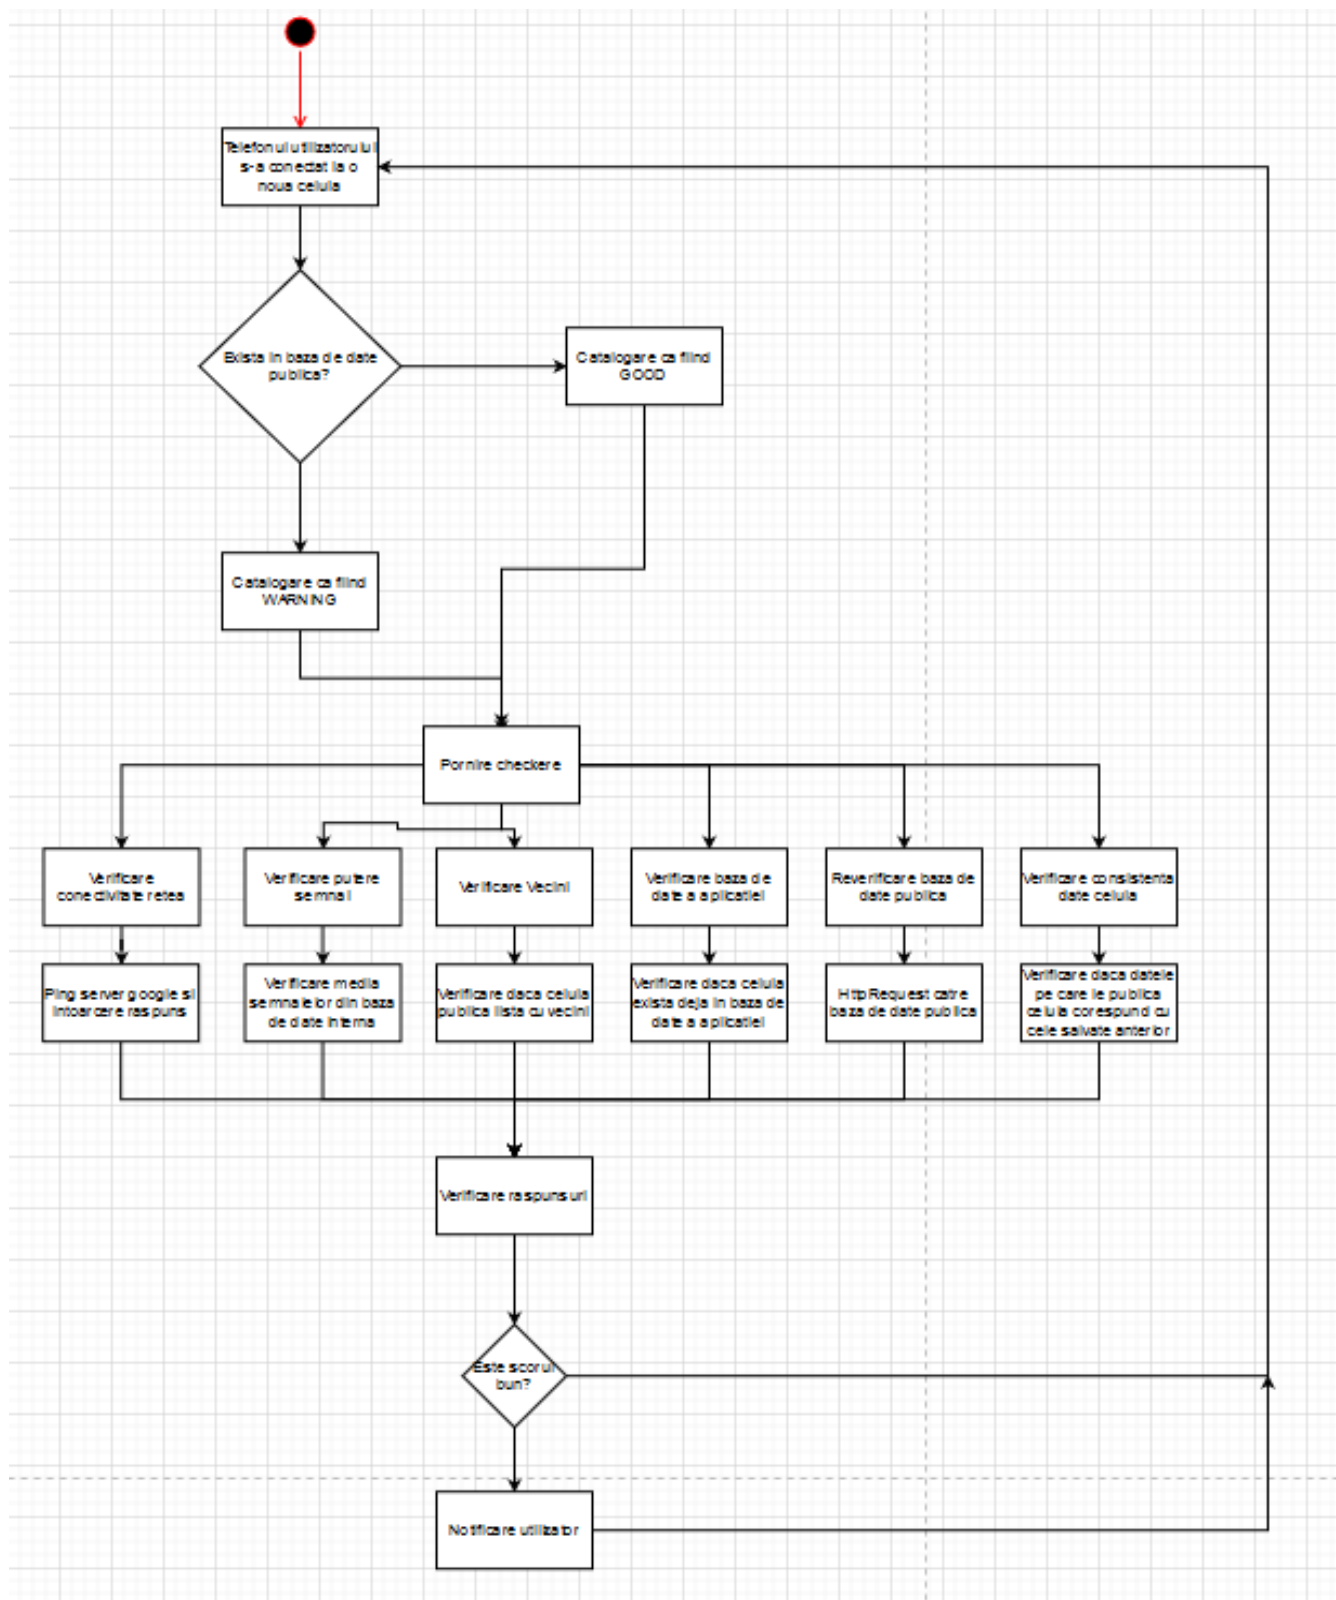 Telefonul utilizatorului
s-a conectat la o
noua celula
Exista in baza de date
publica?
Catalogare ca fiind
GOOD
Catalogare ca fiind
WARNING
Pornire checkere
Verificare
conectivitate retea
Verificare putere
semnal
Verificare Vecini
Verificare baza de
date a aplicatiei
Reverificare baza de
date publica
Verificare consistenta
date celula
Ping server google si
intoarcere raspuns
Verificare media
semnalelor din baza
de date interna
Verificare daca celula
publica lista cu vecini
Verificare daca celula
exista deja in baza de
date a aplicatiei
HttpRequest catre
baza de date publica
Verificare daca datele
pe care le publica
celula corespund cu
cele salvate anterior
Verificare raspunsuri
Este scorul
bun?
Notificare utilizator